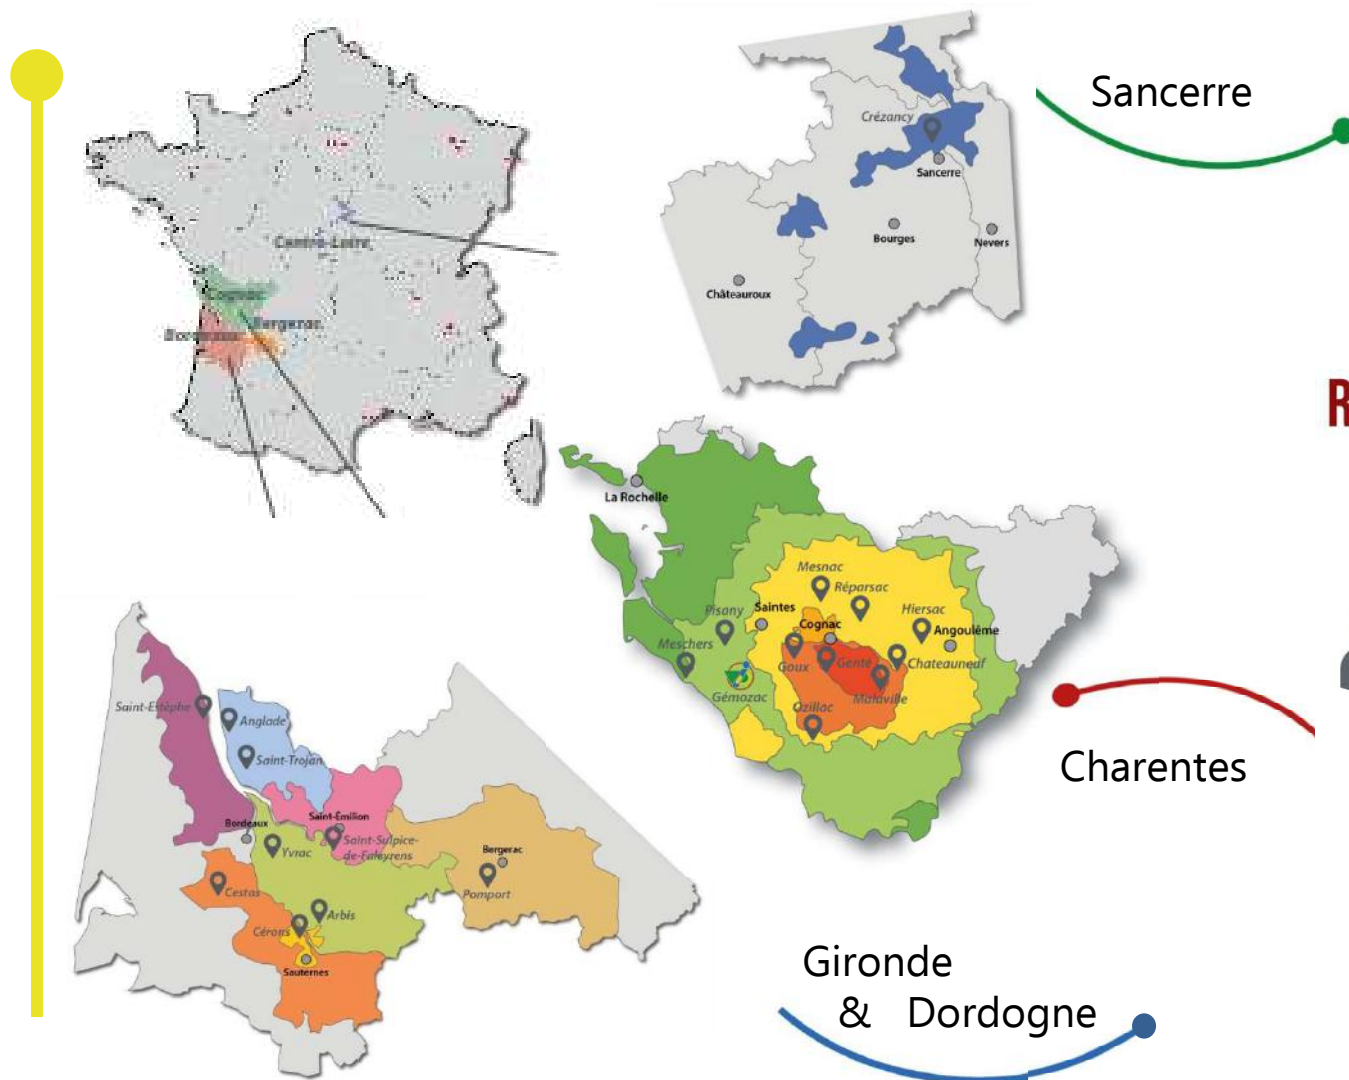 Sancerre
Crézancy
Sancerre
Bourges
Nevers
Châteauroux
Centre-Loire
Cognac
Bergerac
Bordeaux
R
La Rochelle
Mesnac
Réparsac
Hiersac
Pisany
Saintes
Cognac
Angoulême
Meschers
Goux
Genté
Chateauneuf
Gémozac
Malaville
Ozillac
Charentes
Saint-Estèphe
Anglade
Saint-Trojan
Bordeaux
Saint-Émilion
Yvrac
Saint-Sulpice-
de-Faleyrens
Bergerac
Pomport
Cestas
Arbis
Cérons
Sauternes
Gironde
& Dordogne